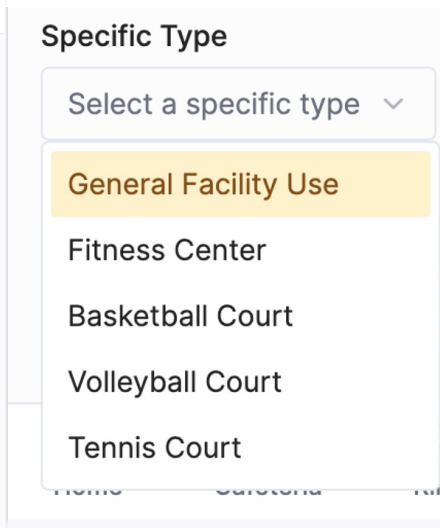 Specific Type
Select a specific type
General Facility Use
Fitness Center
Basketball Court
Volleyball Court
Tennis Court